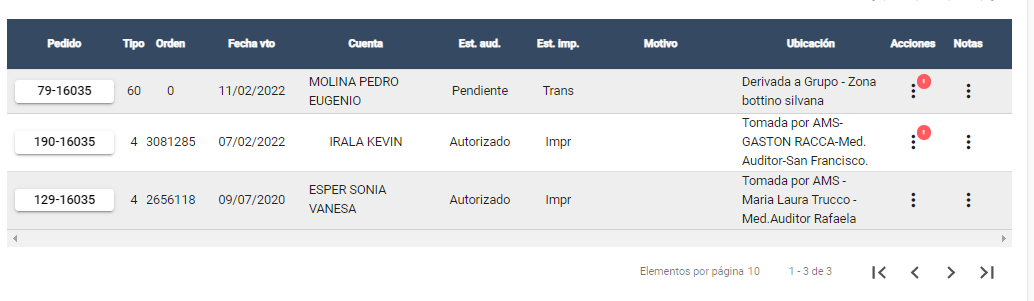 Pedido Tipo Orden Fecha vto Cuenta Est. aud. Est. imp. Motivo Ubicación Acciones Notas
79-16035 60 0 11/02/2022 MOLINA PEDRO EUGENIO Pendiente Trans Derivada a Grupo - Zona bottino silvana
190-16035 4 3081285 07/02/2022 IRALA KEVIN Autorizado Impr Tomada por AMS- GASTON RACCA-Med. Auditor-San Francisco.
129-16035 4 2656118 09/07/2020 ESPER SONIA VANESA Autorizado Impr Tomada por AMS - Maria Laura Trucco - Med.Auditor Rafaela
Elementos por página 10 1 - 3 de 3